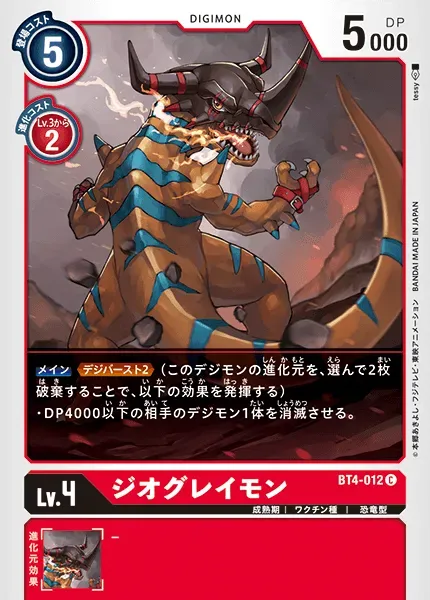 DIGIMON
登場コスト
5
DP
5000
進化コスト
Lv.3から
2
tessy
BANDAI MADE IN JAPAN
©本郷あきよし・フジテレビ・東映アニメーション
メイン デジバースト2 (このデジモンの進化元を、選んで2枚
破棄することで、以下の効果を発揮する)
・DP4000以下の相手のデジモン1体を消滅させる。
BT4-012 C
Lv.4 ジオグレイモン
成熟期 | ワクチン種 | 恐竜型
進化元効果
-